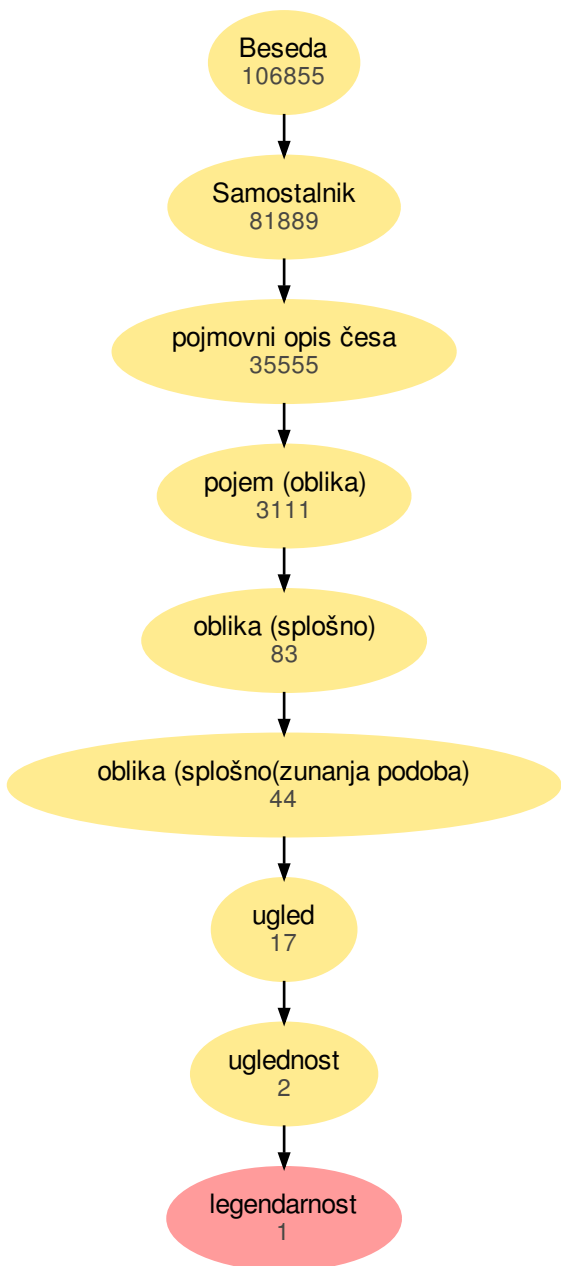 Beseda
106855
Samostalnik
81889
pojmovni opis česa
35555
pojem (oblika)
3111
oblika (splošno)
83
oblika (splošno(zunanja podoba)
44
ugled
17
uglednost
2
legendarnost
1